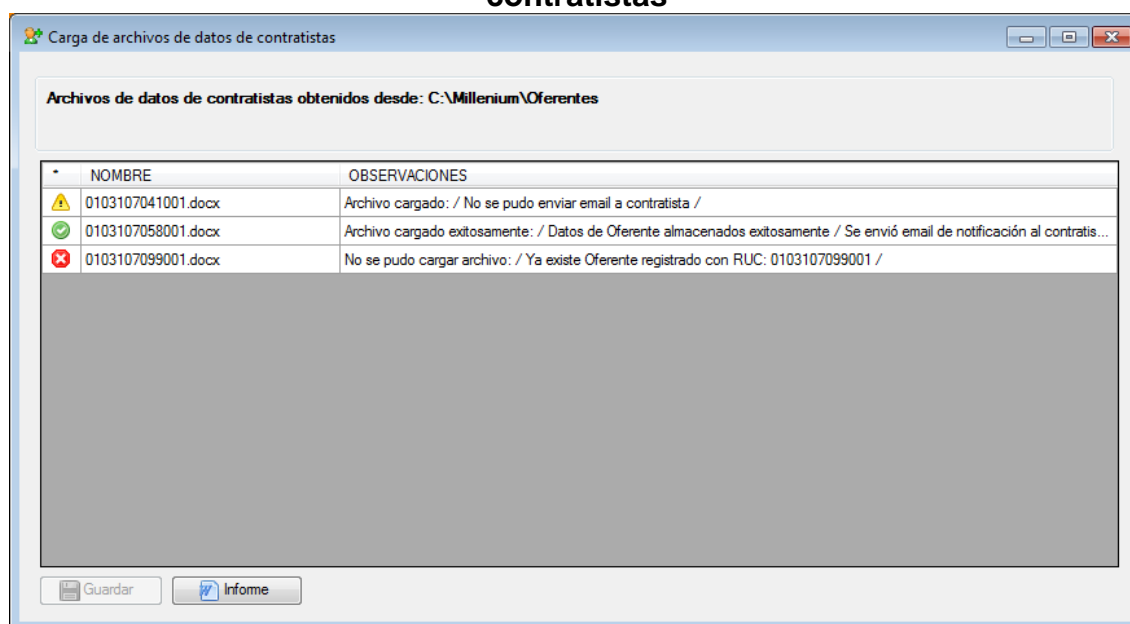 contratistas
Carga de archivos de datos de contratistas
Archivos de datos de contratistas obtenidos desde: C:\Millenium\Oferentes
* NOMBRE OBSERVACIONES
0103107041001.docx Archivo cargado: / No se pudo enviar email a contratista /
0103107058001.docx Archivo cargado exitosamente: / Datos de Oferente almacenados exitosamente / Se envió email de notificación al contratis...
0103107099001.docx No se pudo cargar archivo: / Ya existe Oferente registrado con RUC: 0103107099001 /
Guardar Informe